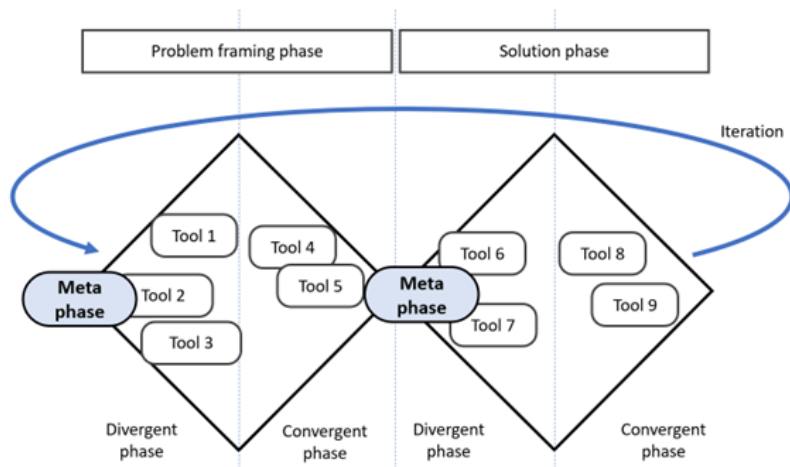 Problem framing phase
Solution phase
Iteration
Tool 1
Tool 4
Tool 6
Tool 8
Tool 5
Meta
phase
Tool 2
Meta
phase
Tool 9
Tool 3
Tool 7
Divergent
phase
Convergent
phase
Divergent
phase
Convergent
phase